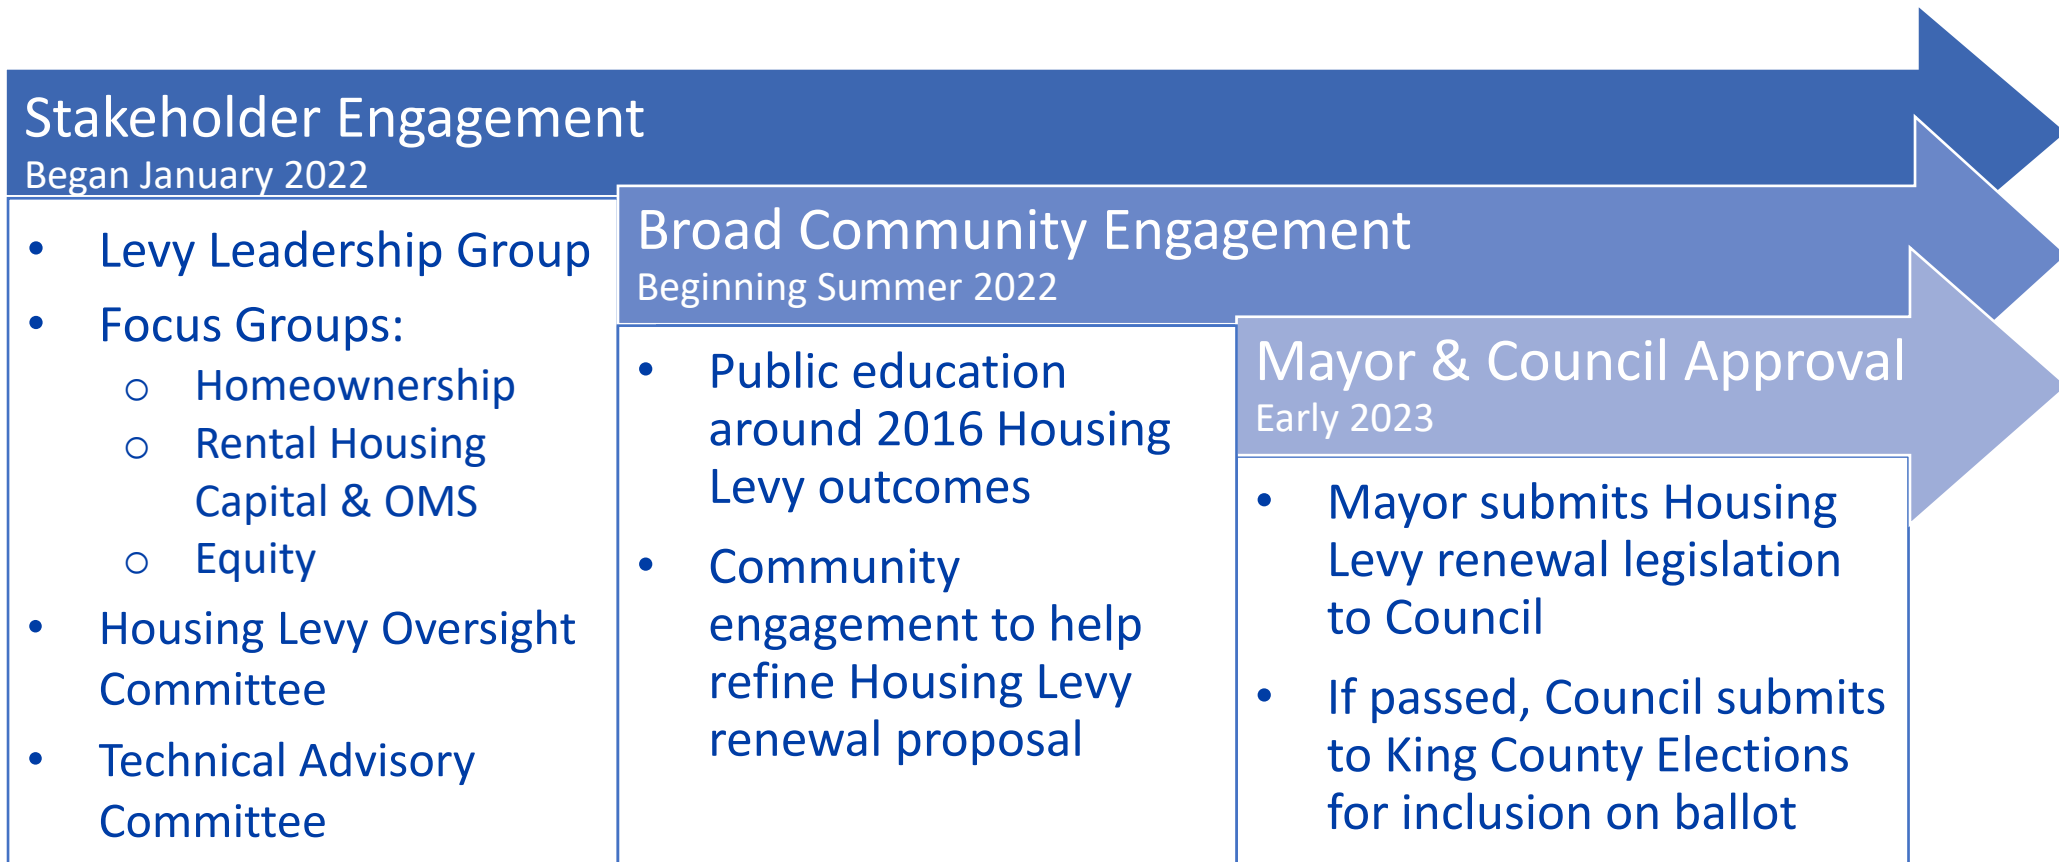 Stakeholder Engagement
Began January 2022
• Levy Leadership Group
• Focus Groups:
o Homeownership
o Rental Housing
Capital & OMS
o Equity
• Housing Levy Oversight
Committee
• Technical Advisory
Committee
Broad Community Engagement
Beginning Summer 2022
• Public education
around 2016 Housing
Levy outcomes
• Community
engagement to help
refine Housing Levy
renewal proposal
Mayor & Council Approval
Early 2023
• Mayor submits Housing
Levy renewal legislation
to Council
• If passed, Council submits
to King County Elections
for inclusion on ballot